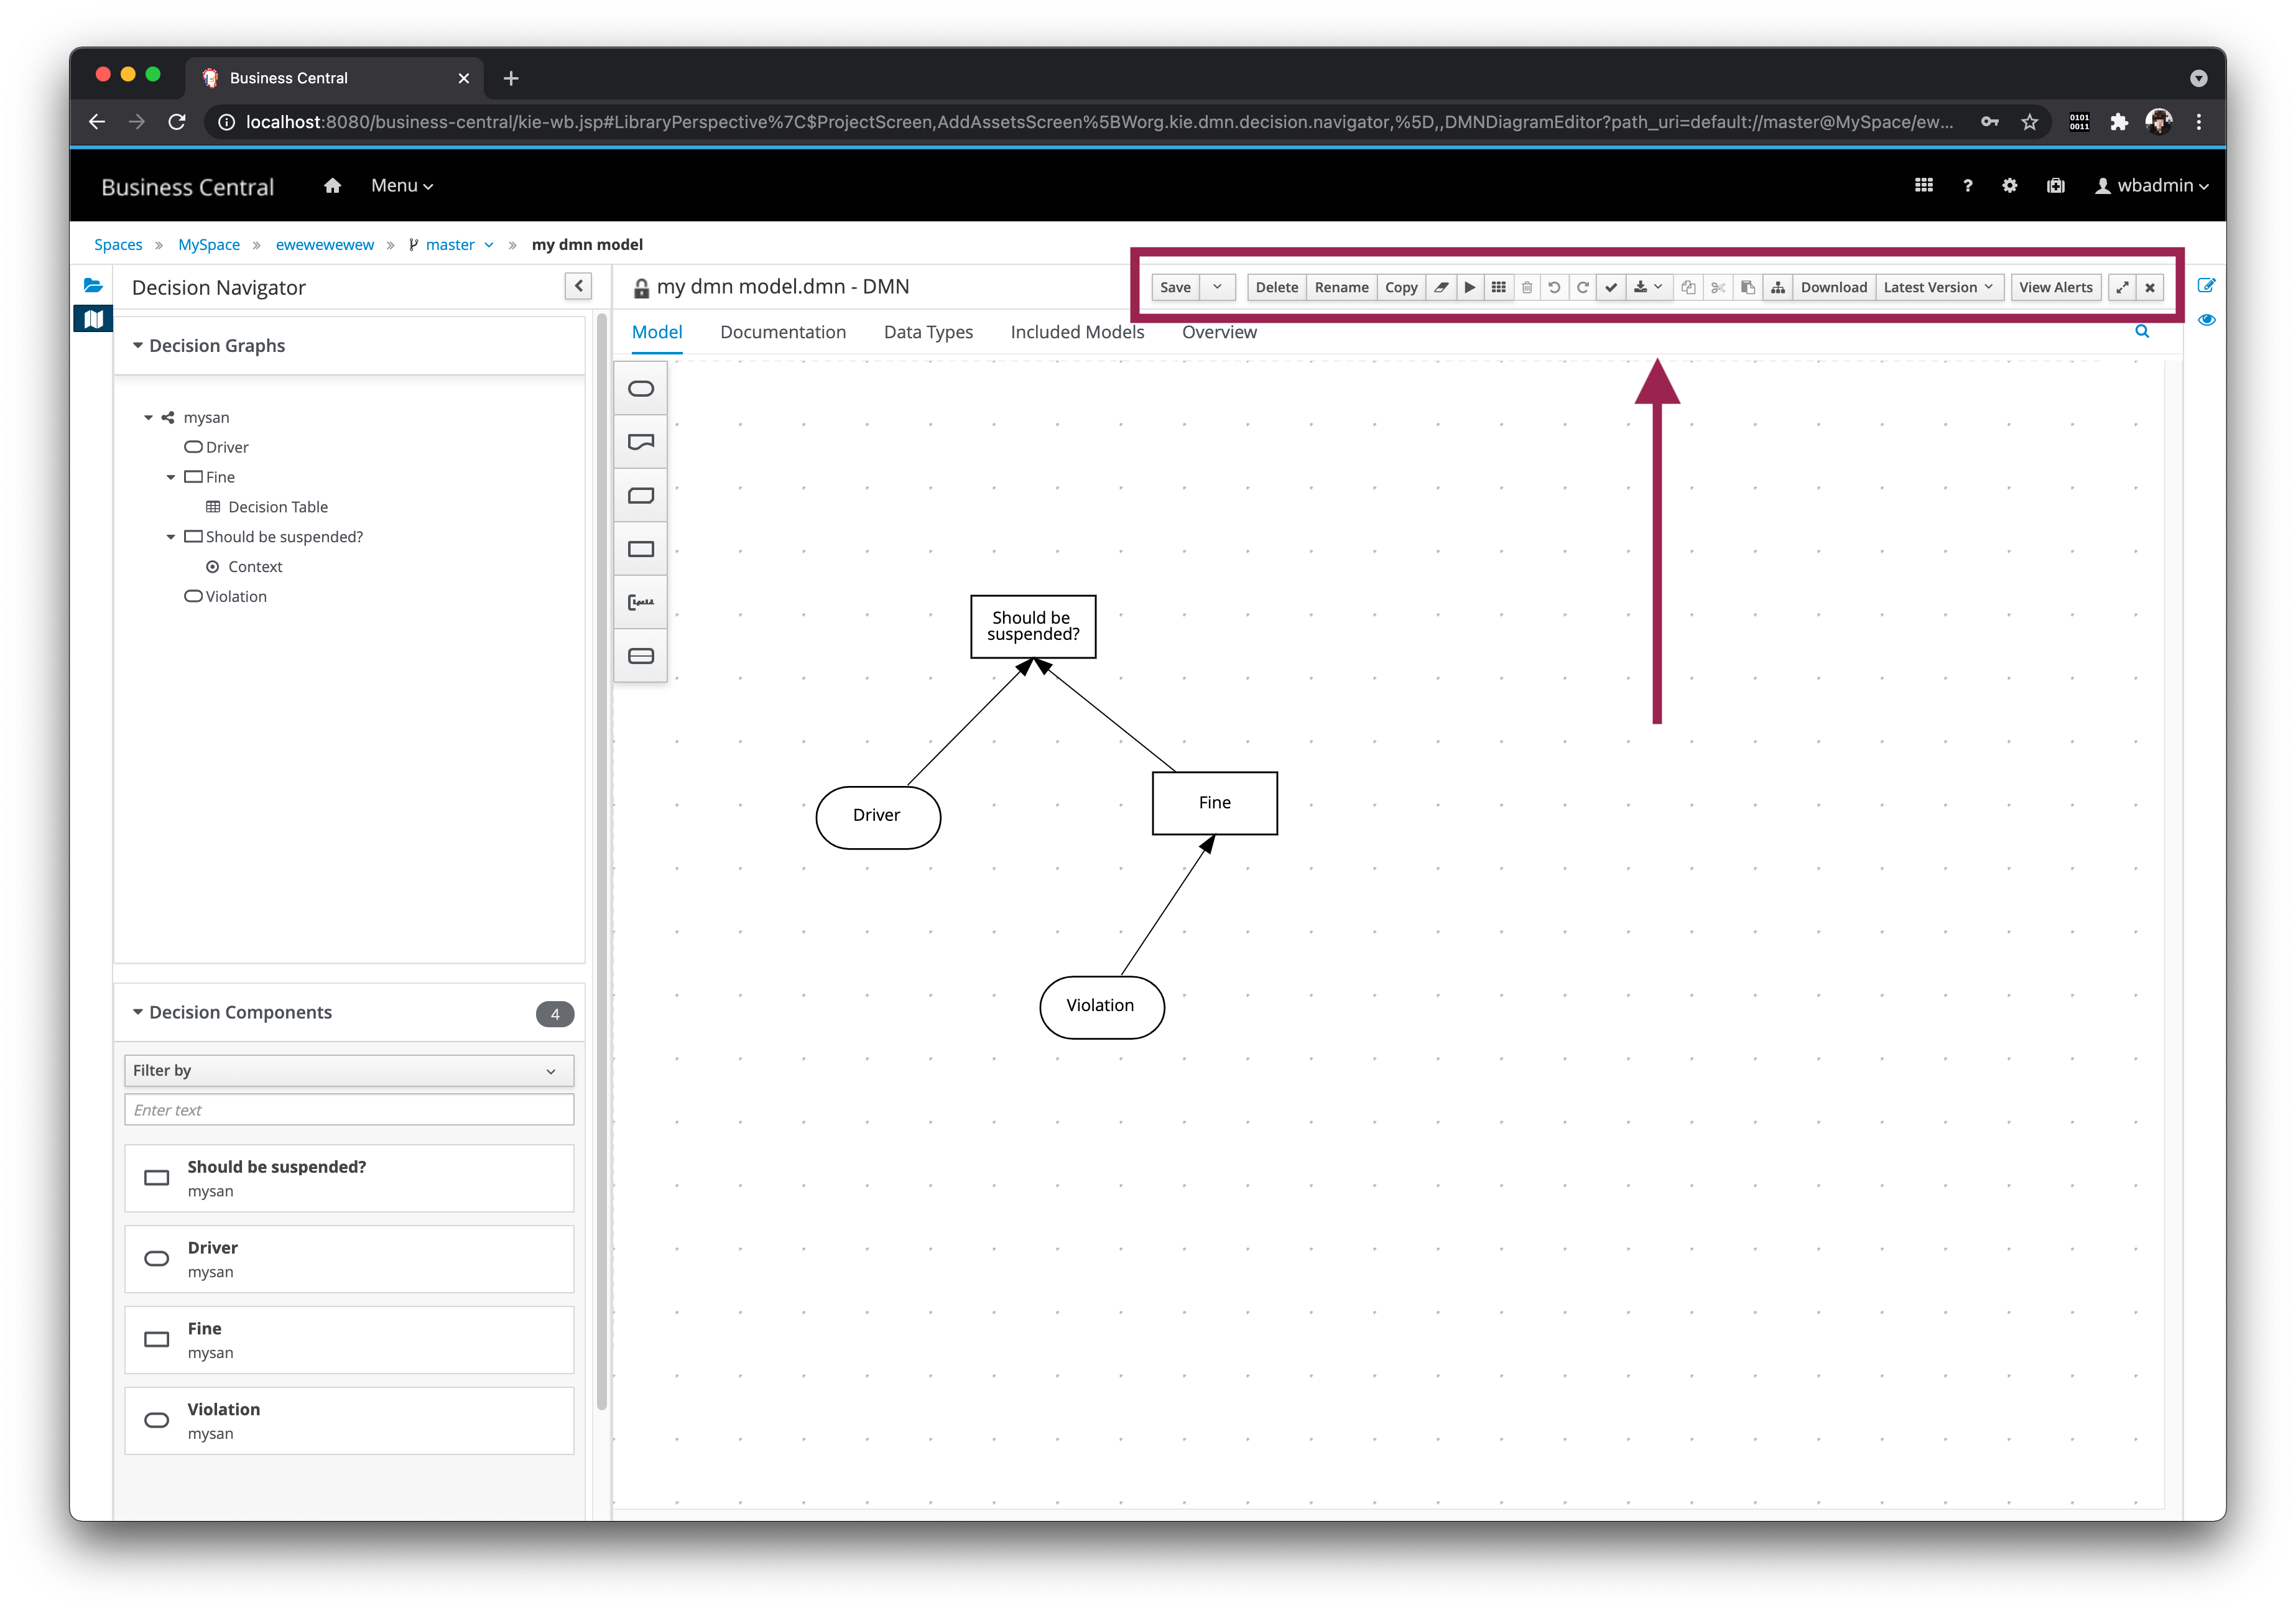 Business Central
localhost:8080/business-central/kie-wb.jsp#LibraryPerspective%7C$ProjectScreen,AddAssetsScreen%5BWorg.kie.dmn.decision.navigator,%5D,,DMNDiagramEditor?path_uri=default://master@MySpace/ew...
0101
0011
Business Central
Menu
?
wbadmin
Spaces » MySpace » ewewewewew » master » my dmn model
Decision Navigator
my dmn model.dmn - DMN
Save
Delete
Rename
Copy
Download
Latest Version
View Alerts
Model
Documentation
Data Types
Included Models
Overview
Decision Graphs
mysan
Driver
Fine
Decision Table
Should be suspended?
Context
Violation
Should be
suspended?
Driver
Fine
Violation
Decision Components
4
Filter by
Enter text
Should be suspended?
mysan
Driver
mysan
Fine
mysan
Violation
mysan